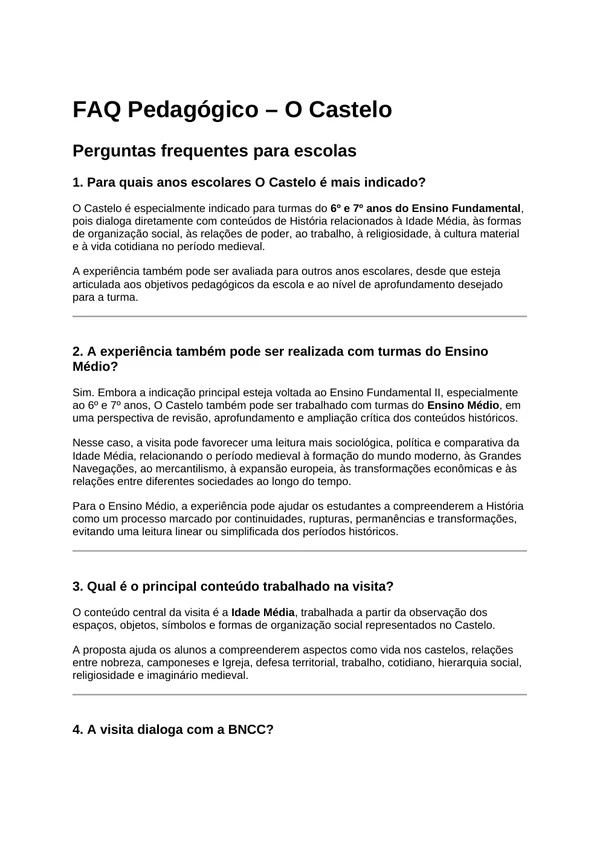 FAQ Pedagógico – O Castelo
Perguntas frequentes para escolas
1. Para quais anos escolares O Castelo é mais indicado?
O Castelo é especialmente indicado para turmas do 6º e 7º anos do Ensino Fundamental,
pois dialoga diretamente com conteúdos de História relacionados à Idade Média, às formas
de organização social, às relações de poder, ao trabalho, à religiosidade, à cultura material
e à vida cotidiana no período medieval.
A experiência também pode ser avaliada para outros anos escolares, desde que esteja
articulada aos objetivos pedagógicos da escola e ao nível de aprofundamento desejado
para a turma.
2. A experiência também pode ser realizada com turmas do Ensino
Médio?
Sim. Embora a indicação principal esteja voltada ao Ensino Fundamental II, especialmente
ao 6º e 7º anos, O Castelo também pode ser trabalhado com turmas do Ensino Médio, em
uma perspectiva de revisão, aprofundamento e ampliação crítica dos conteúdos históricos.
Nesse caso, a visita pode favorecer uma leitura mais sociológica, política e comparativa da
Idade Média, relacionando o período medieval à formação do mundo moderno, às Grandes
Navegações, ao mercantilismo, à expansão europeia, às transformações econômicas e às
relações entre diferentes sociedades ao longo do tempo.
Para o Ensino Médio, a experiência pode ajudar os estudantes a compreenderem a História
como um processo marcado por continuidades, rupturas, permanências e transformações,
evitando uma leitura linear ou simplificada dos períodos históricos.
3. Qual é o principal conteúdo trabalhado na visita?
O conteúdo central da visita é a Idade Média, trabalhada a partir da observação dos
espaços, objetos, símbolos e formas de organização social representados no Castelo.
A proposta ajuda os alunos a compreenderem aspectos como vida nos castelos, relações
entre nobreza, camponeses e Igreja, defesa territorial, trabalho, cotidiano, hierarquia social,
religiosidade e imaginário medieval.
4. A visita dialoga com a BNCC?